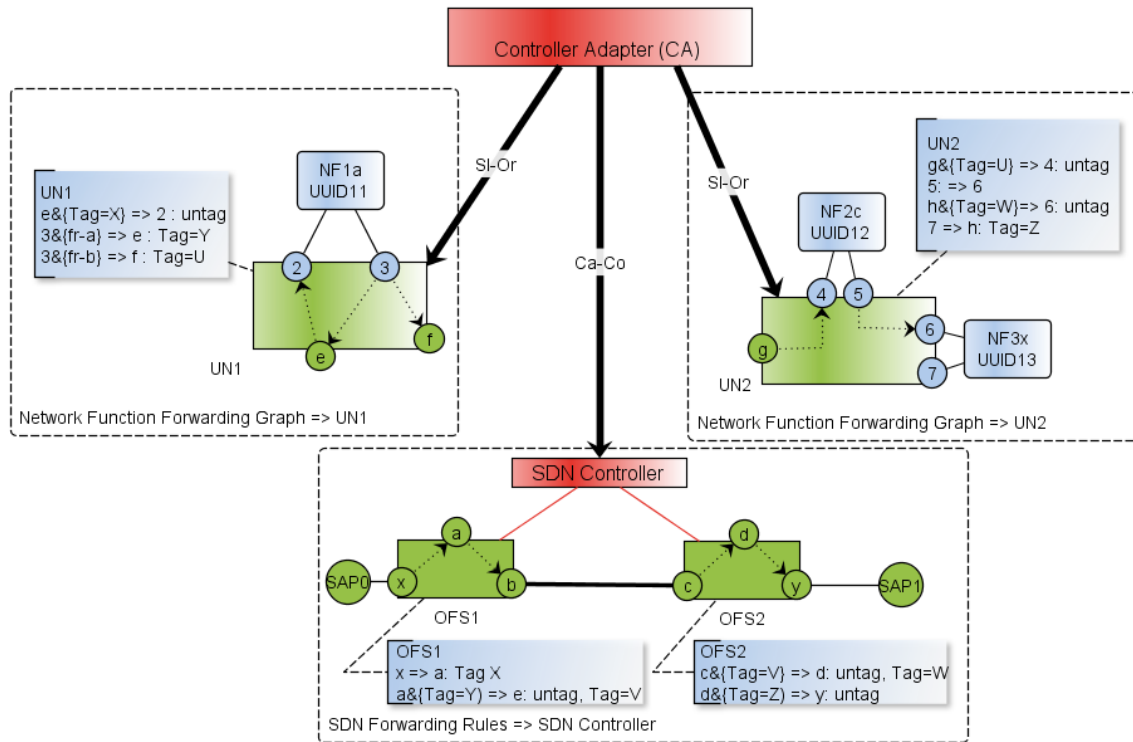 Controller Adapter (CA)
SI-Or
Ca-Co
SI-Or
UN1
e&{Tag=X} => 2 : untag
3&{fr-a} => e : Tag=Y
3&{fr-b} => f : Tag=U
NF1a
UUID11
2
3
e
f
UN1
Network Function Forwarding Graph => UN1
UN2
g&{Tag=U} => 4: untag
5: => 6
h&{Tag=W}=> 6: untag
7 => h: Tag=Z
NF2c
UUID12
4
5
g
6
7
NF3x
UUID13
UN2
Network Function Forwarding Graph => UN2
SDN Controller
SAP0
x
a
b
c
d
y
SAP1
OFS1
OFS2
OFS1
x => a: Tag X
a&{Tag=Y) => e: untag, Tag=V
OFS2
c&{Tag=V} => d: untag, Tag=W
d&{Tag=Z) => y: untag
SDN Forwarding Rules => SDN Controller